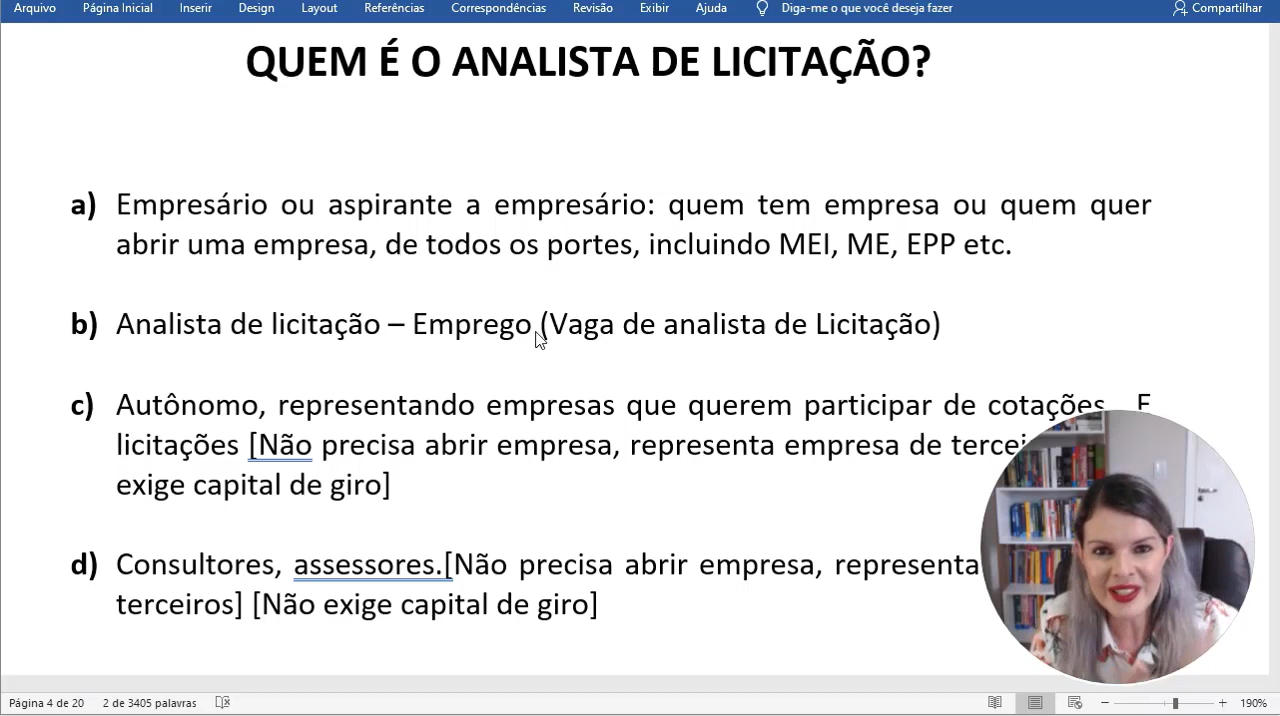 Arquivo Página Inicial Inserir Design Layout Referências Correspondências Revisão Exibir Ajuda Diga-me o que você deseja fazer Compartilhar
QUEM É O ANALISTA DE LICITAÇÃO?
a) Empresário ou aspirante a empresário: quem tem empresa ou quem quer
abrir uma empresa, de todos os portes, incluindo MEI, ME, EPP etc.
b) Analista de licitação – Emprego (Vaga de analista de Licitação)
c) Autônomo, representando empresas que querem participar de cotações E
licitações [Não precisa abrir empresa, representa empresa de
exige capital de giro]
d) Consultores, assessores.[Não precisa abrir empresa, representa
terceiros] [Não exige capital de giro]
Página 4 de 20 2 de 3405 palavras 190%